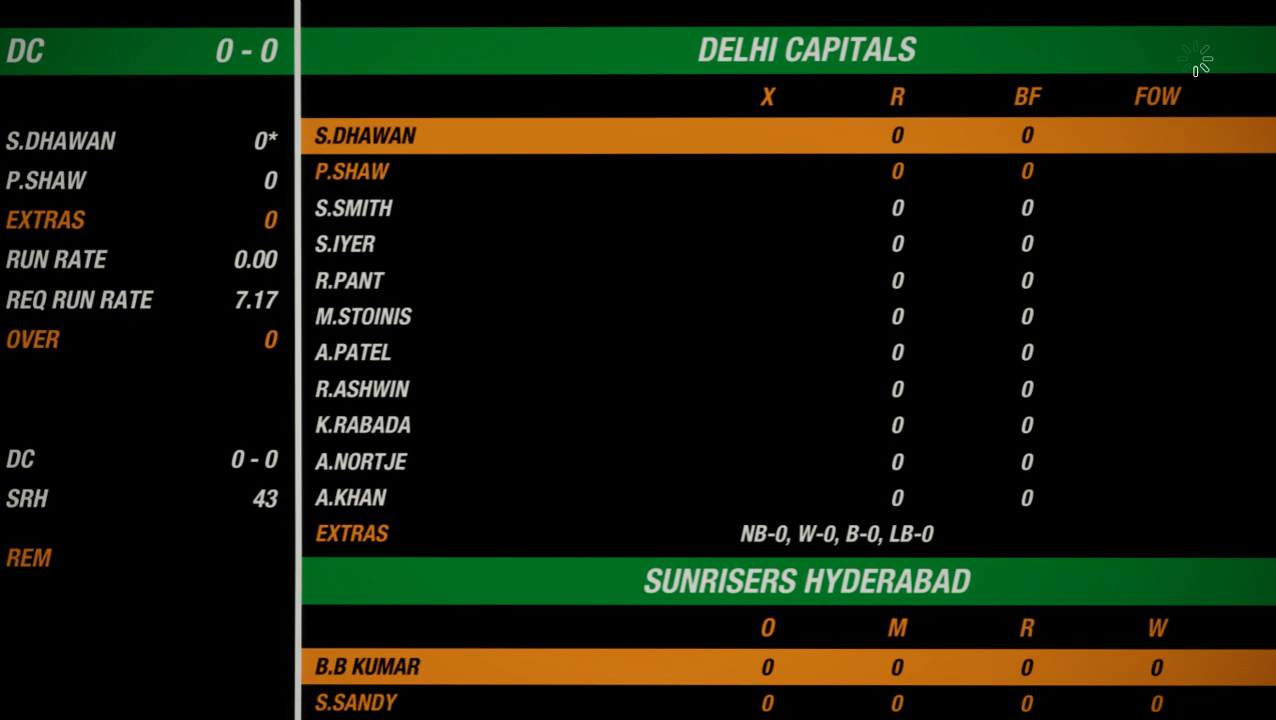 DC 0 - 0
S.DHAWAN 0*
P.SHAW 0
EXTRAS 0
RUN RATE 0.00
REQ RUN RATE 7.17
OVER 0
DC 0 - 0
SRH 43
REM
DELHI CAPITALS
X R BF FOW
S.DHAWAN 0 0
P.SHAW 0 0
S.SMITH 0 0
S.IYER 0 0
R.PANT 0 0
M.STOINIS 0 0
A.PATEL 0 0
R.ASHWIN 0 0
K.RABADA 0 0
A.NORTJE 0 0
A.KHAN 0 0
EXTRAS NB-0, W-0, B-0, LB-0
SUNRISERS HYDERABAD
O M R W
B.B KUMAR 0 0 0 0
S.SANDY 0 0 0 0